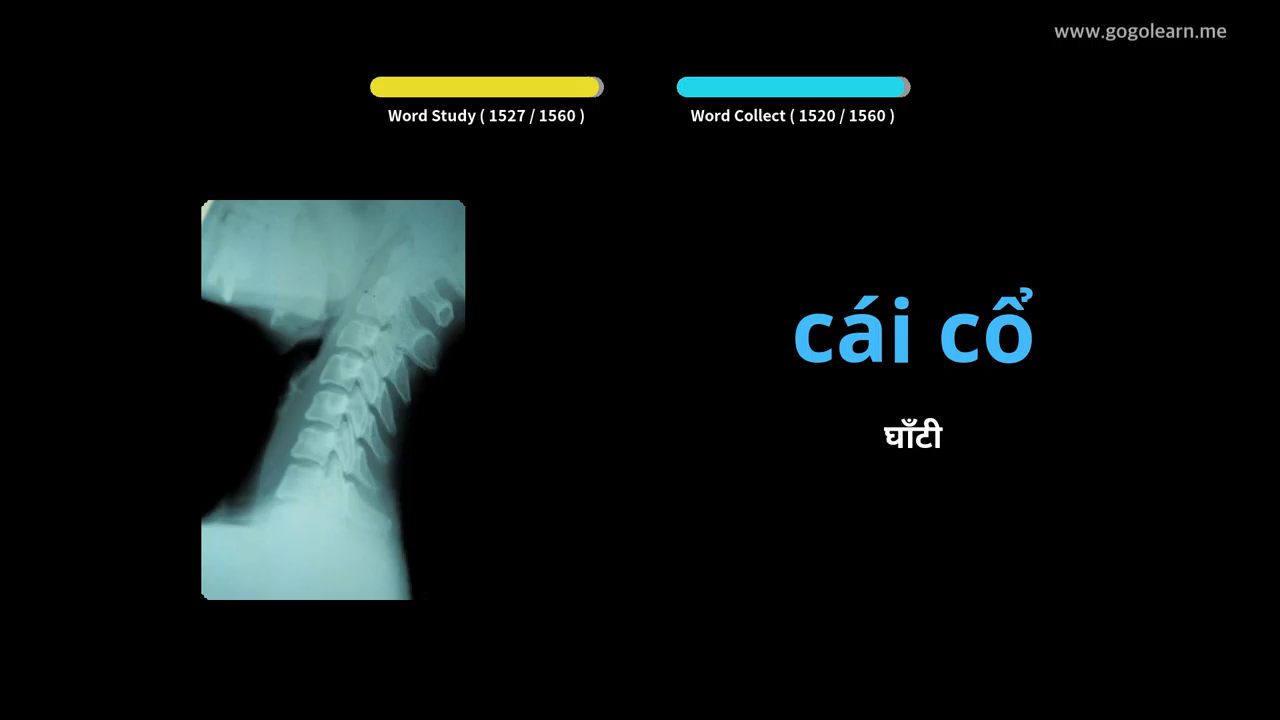 www.gogolearn.me
Word Study ( 1527 / 1560 )
Word Collect ( 1520 / 1560 )
cái cổ
घाँटी